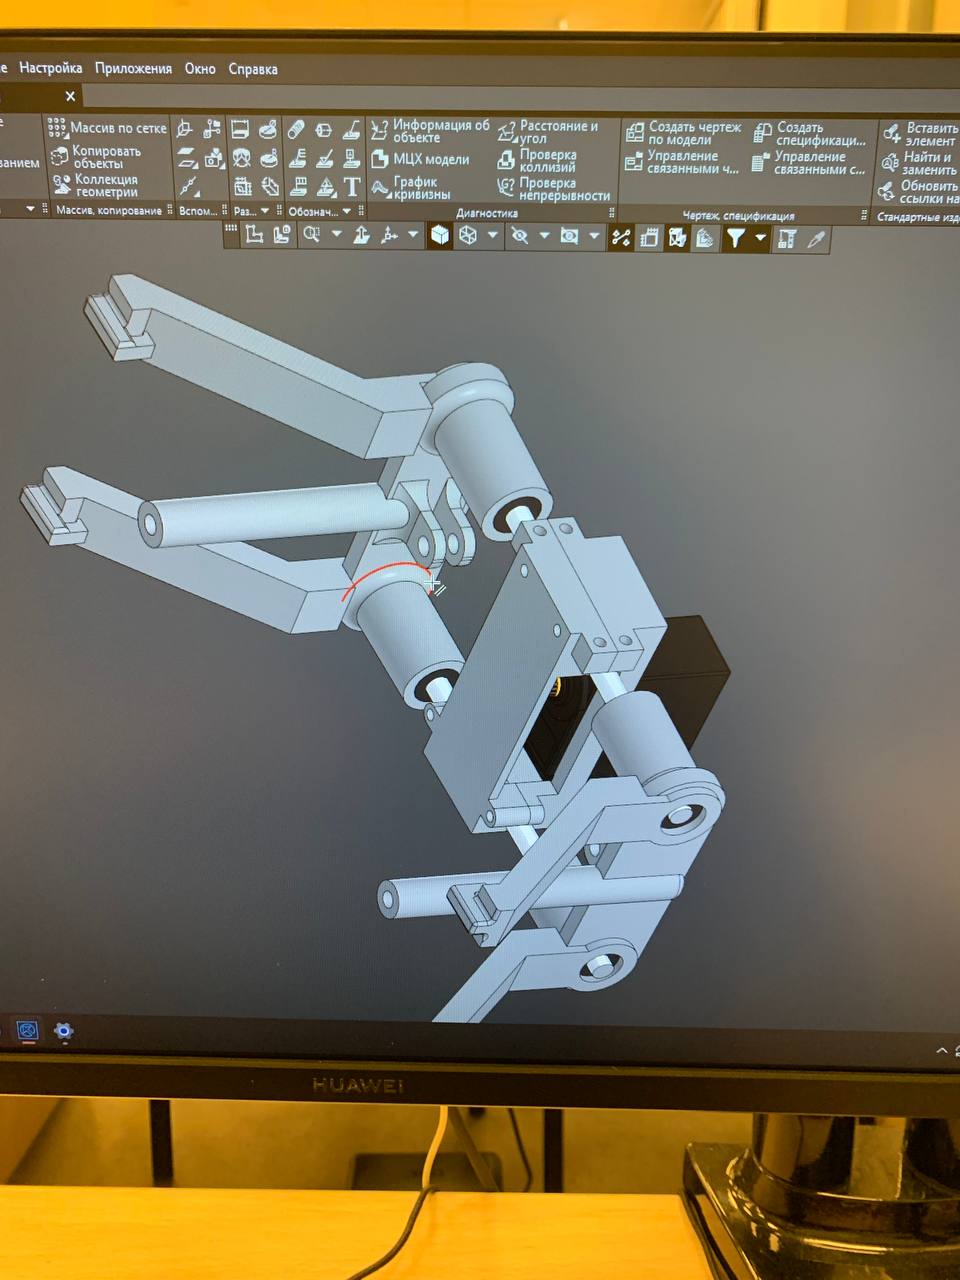 Настройка Приложения Окно Справка
Массив по сетке
Копировать
объекты
Коллекция
геометрии
Массив, копирование
Вспом...
Раз...
Обознач...
Информация об
объекте
МЦХ модели
График
кривизны
Расстояние и
угол
Проверка
коллизий
Проверка
непрерывности
Диагностика
Создать чертеж
по модели
Управление
связанными ч...
Создать
спецификаци...
Управление
связанными с...
Чертеж, спецификация
Вставить
элемент
Найти и
заменить
Обновить
ссылки на
Стандартные изд
HUAWEI